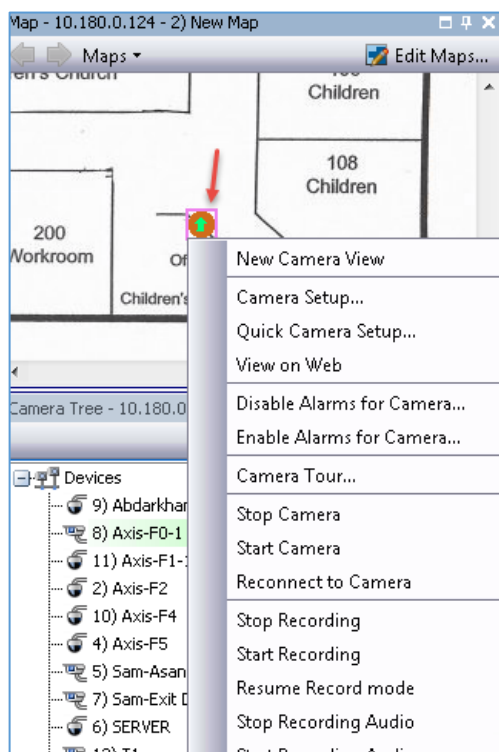 Map - 10.180.0.124 - 2) New Map
Maps
Edit Maps...
Children
108
Children
200
Workroom
Children's
New Camera View
Camera Setup...
Quick Camera Setup...
View on Web
Disable Alarms for Camera...
Enable Alarms for Camera...
Camera Tour...
Stop Camera
Start Camera
Reconnect to Camera
Stop Recording
Start Recording
Resume Record mode
Stop Recording Audio
Camera Tree - 10.180.0
Devices
9) Abdarkhar
8) Axis-F0-1
11) Axis-F1-1
2) Axis-F2
10) Axis-F4
4) Axis-F5
5) Sam-Asan
7) Sam-Exit D
6) SERVER